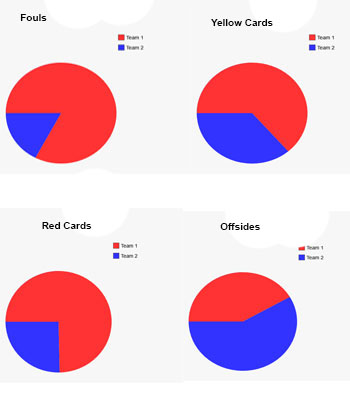 Fouls
Team 1
Team 2
Yellow Cards
Team 1
Team 2
Red Cards
Team 1
Team 2
Offsides
Team 1
Team 2